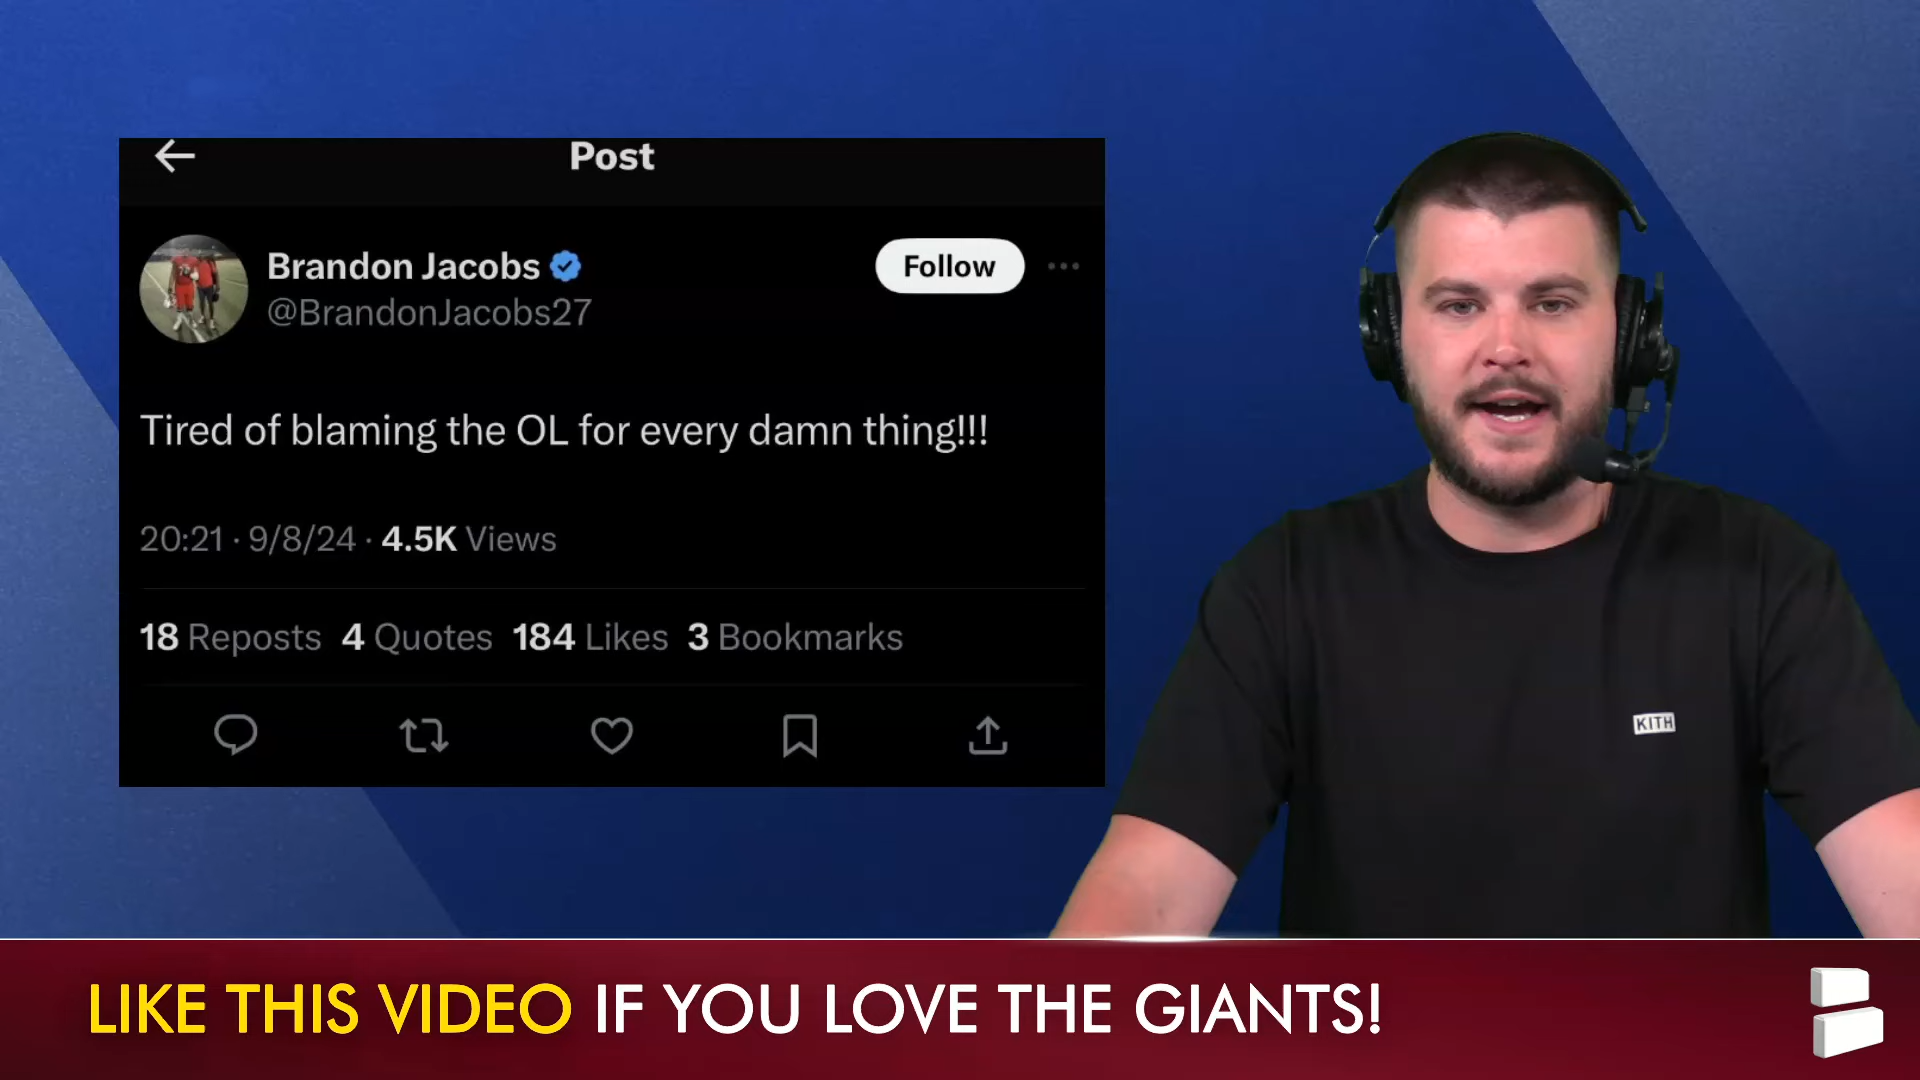 Post
Brandon Jacobs
Follow
@BrandonJacobs27
Tired of blaming the OL for every damn thing!!!
20:21 · 9/8/24 · 4.5K Views
18 Reposts 4 Quotes 184 Likes 3 Bookmarks
KITH
LIKE THIS VIDEO IF YOU LOVE THE GIANTS!